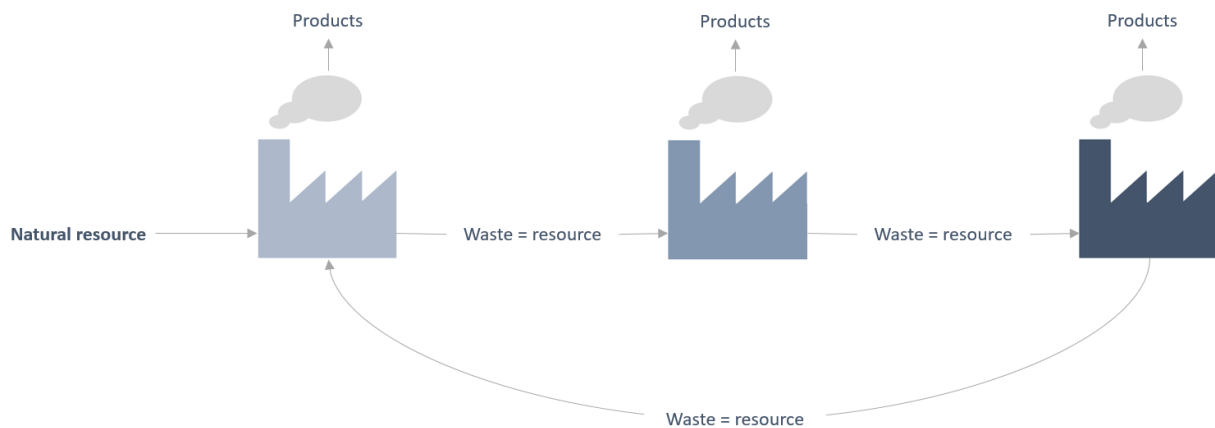 Products
Products
Products
Natural resource
Waste = resource
Waste = resource
Waste = resource